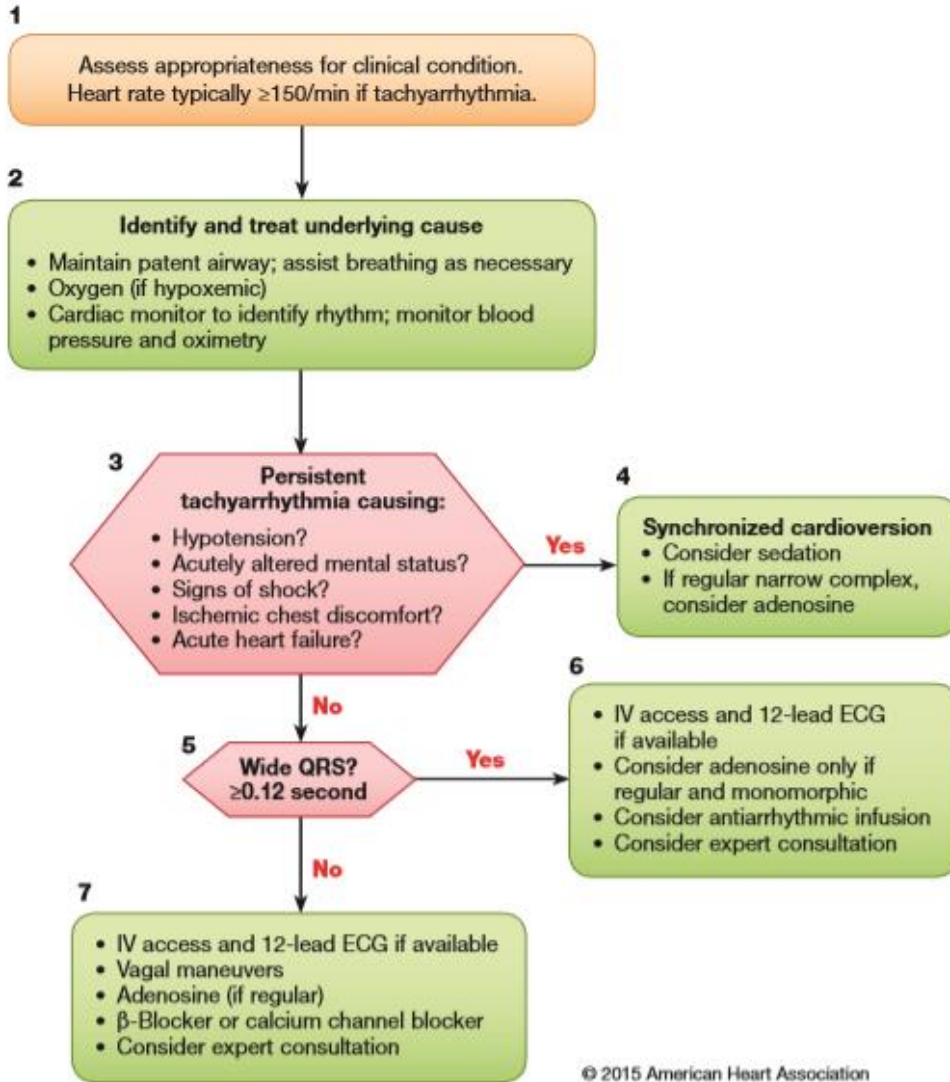 1
Assess appropriateness for clinical condition.
Heart rate typically ≥150/min if tachyarrhythmia.
2
Identify and treat underlying cause
• Maintain patent airway; assist breathing as necessary
• Oxygen (if hypoxemic)
• Cardiac monitor to identify rhythm; monitor blood
pressure and oximetry
3
Persistent
tachyarrhythmia causing:
• Hypotension?
• Acutely altered mental status?
• Signs of shock?
• Ischemic chest discomfort?
• Acute heart failure?
Yes
4
Synchronized cardioversion
• Consider sedation
• If regular narrow complex,
consider adenosine
No
5
Wide QRS?
≥0.12 second
Yes
6
• IV access and 12-lead ECG
if available
• Consider adenosine only if
regular and monomorphic
• Consider antiarrhythmic infusion
• Consider expert consultation
No
7
• IV access and 12-lead ECG if available
• Vagal maneuvers
• Adenosine (if regular)
• β-Blocker or calcium channel blocker
• Consider expert consultation
© 2015 American Heart Association